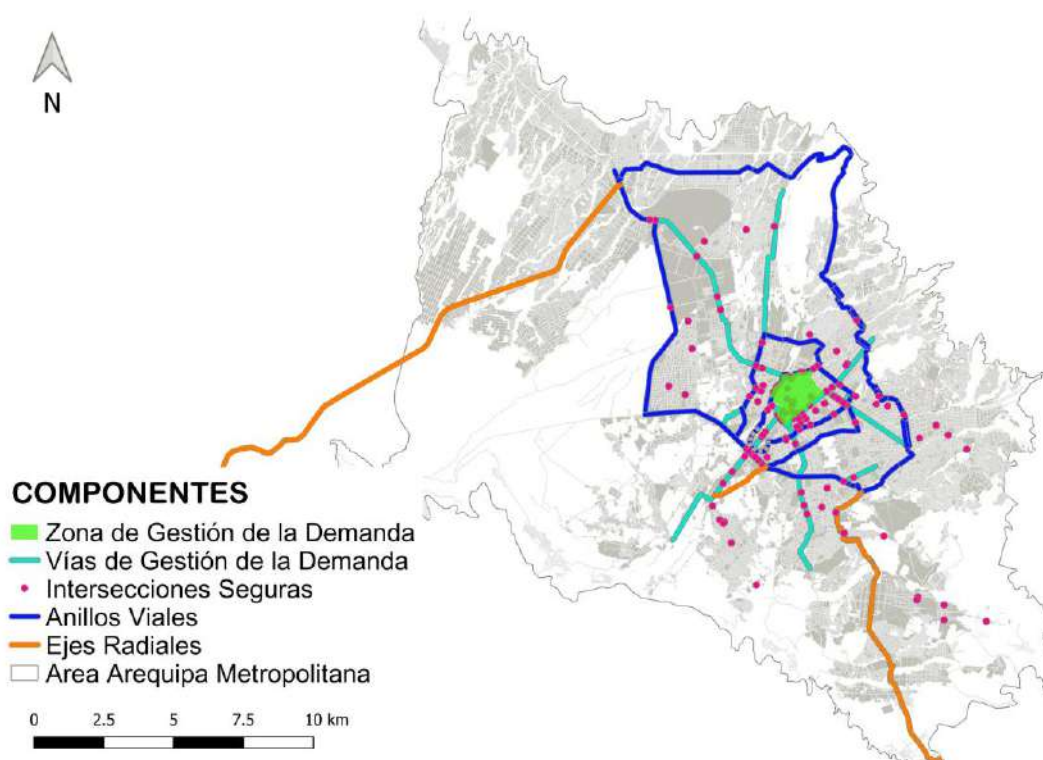 N
COMPONENTES
Zona de Gestión de la Demanda
Vías de Gestión de la Demanda
Intersecciones Seguras
Anillos Viales
Ejes Radiales
Area Arequipa Metropolitana
0 2.5 5 7.5 10 km